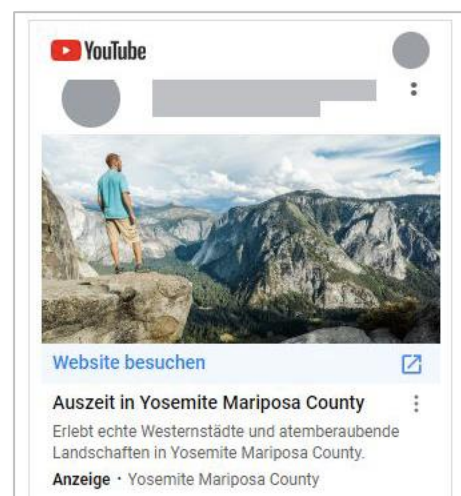 YouTube
Website besuchen
Auszeit in Yosemite Mariposa County
Erlebt echte Westernstädte und atemberaubende
Landschaften in Yosemite Mariposa County.
Anzeige · Yosemite Mariposa County